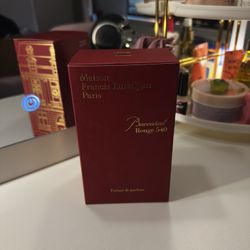 Maison
Francis Kurkdjian
Paris
Baccarat
Rouge 540
Extrait de parfum